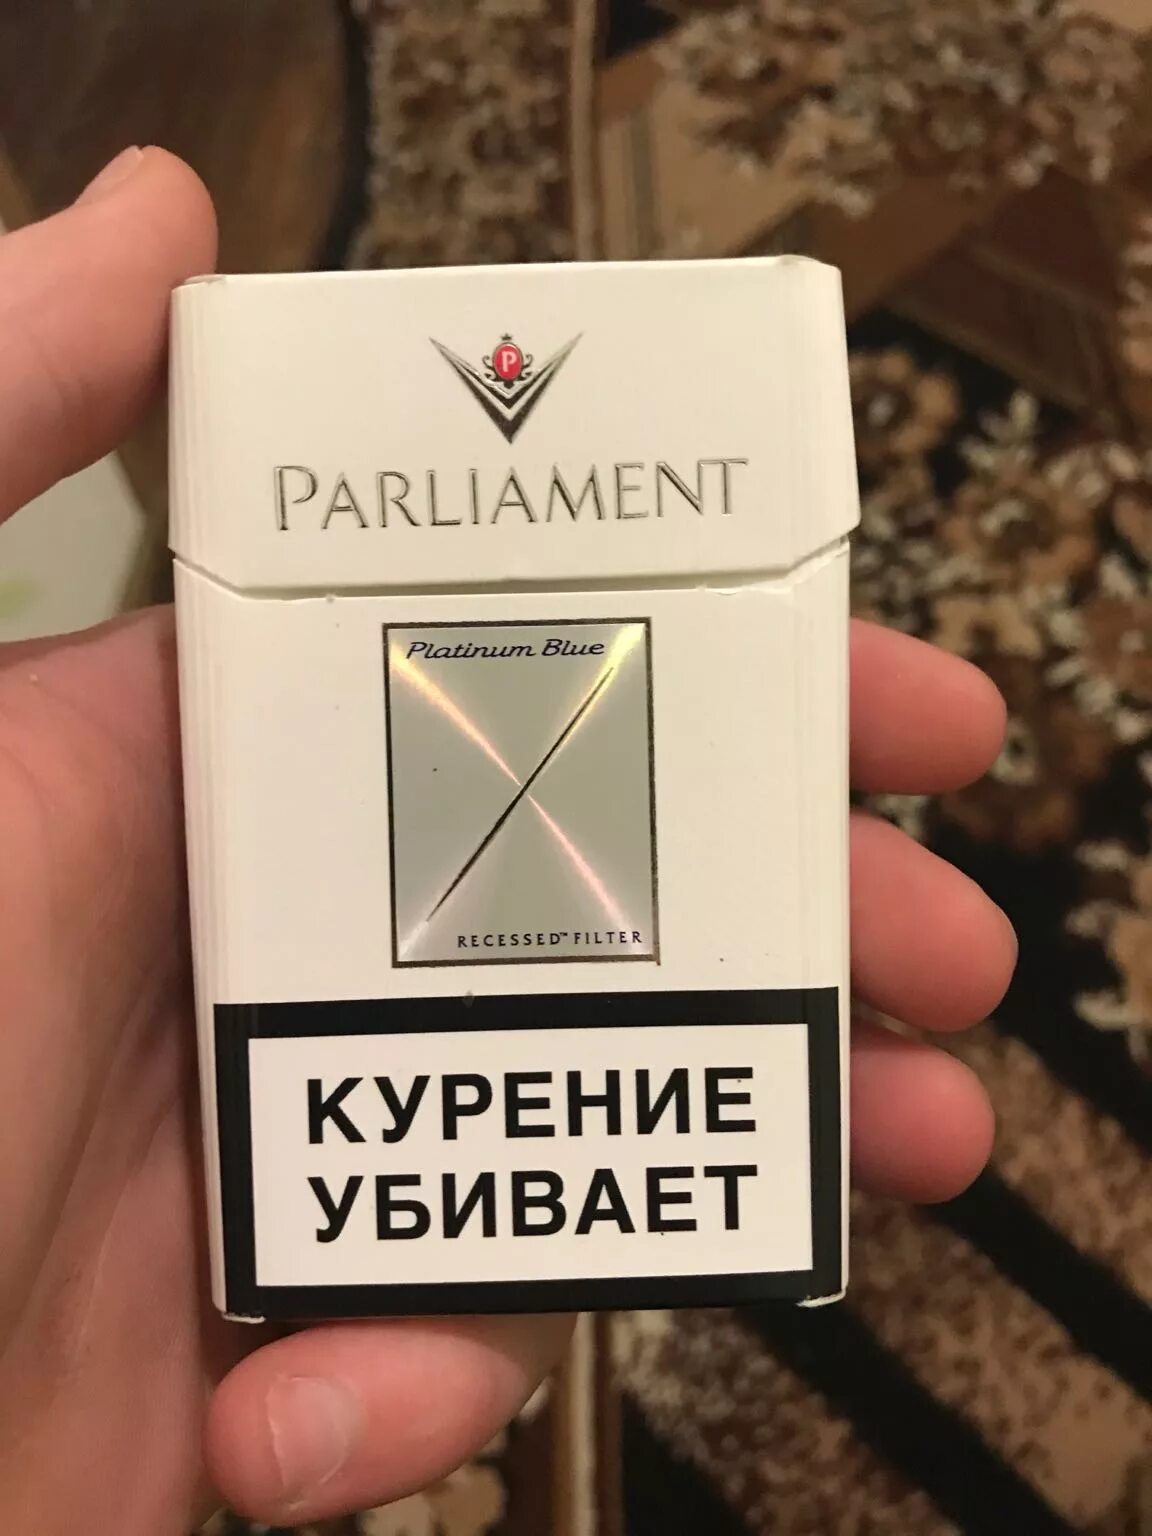 P
PARLIAMENT
Platinum Blue
RECESSED™ FILTER
КУРЕНИЕ
УБИВАЕТ